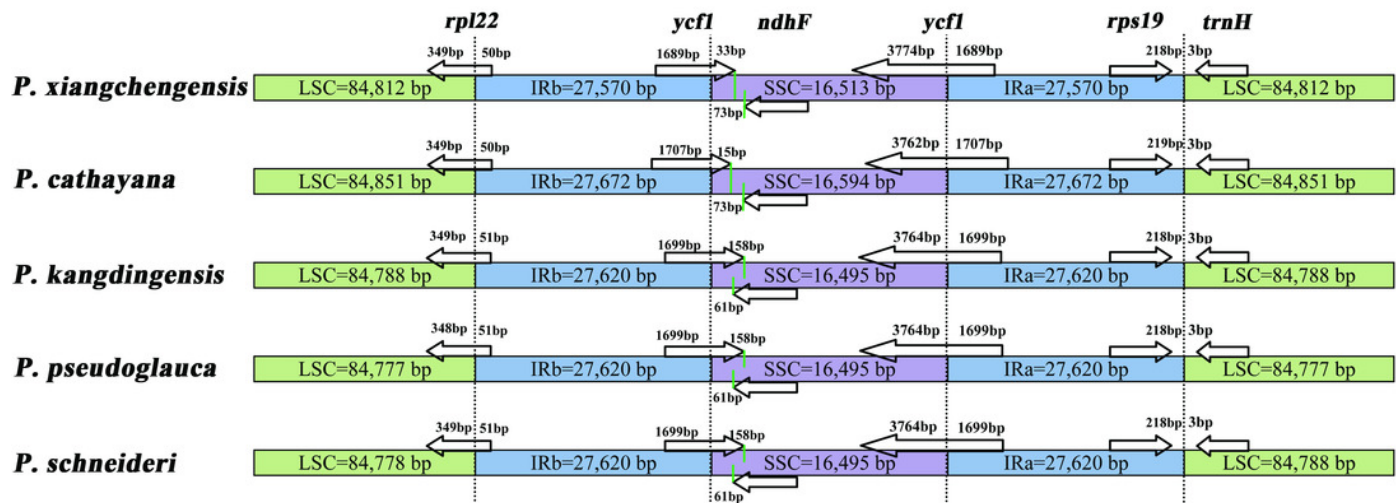 rpl22 ycf1 ndhF ycf1 rps19 trnH
349bp 50bp 1689bp 33bp 3774bp 1689bp 218bp 3bp
P. xiangchengensis LSC=84,812 bp IRb=27,570 bp SSC=16,513 bp IRa=27,570 bp LSC=84,812 bp
73bp
349bp 50bp 1707bp 15bp 3762bp 1707bp 219bp 3bp
P. cathayana LSC=84,851 bp IRb=27,672 bp SSC=16,594 bp IRa=27,672 bp LSC=84,851 bp
73bp
349bp 51bp 1699bp 158bp 3764bp 1699bp 218bp 3bp
P. kangdingensis LSC=84,788 bp IRb=27,620 bp SSC=16,495 bp IRa=27,620 bp LSC=84,788 bp
61bp
348bp 51bp 1699bp 158bp 3764bp 1699bp 218bp 3bp
P. pseudoglauca LSC=84,777 bp IRb=27,620 bp SSC=16,495 bp IRa=27,620 bp LSC=84,777 bp
61bp
349bp 51bp 1699bp 158bp 3764bp 1699bp 218bp 3bp
P. schneideri LSC=84,778 bp IRb=27,620 bp SSC=16,495 bp IRa=27,620 bp LSC=84,788 bp
61bp